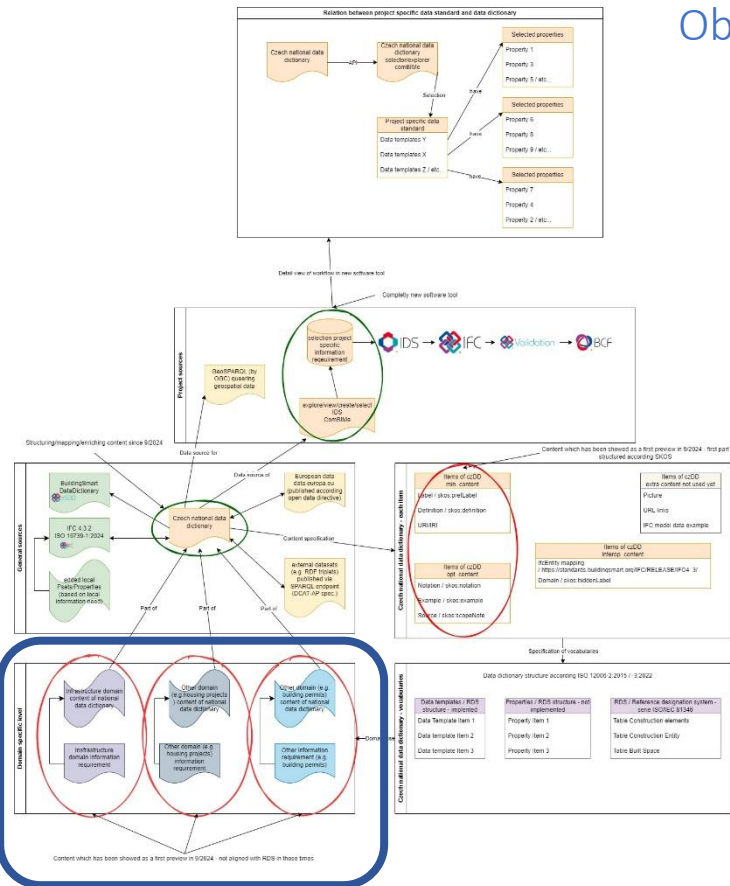 Ob
Relation between project specific data standard and data dictionary
Czech national data
dictionary
API
Czech national data
dictionary
selector/explorer
comBIMe
Selection
Project specific data
standard
Data templates Y
Data templates X
Data templates Z / etc..
have
have
have
Selected properties
Property 1
Property 3
Property 5 / etc...
Selected properties
Property 6
Property 8
Property 9 / etc...
Selected properties
Property 7
Property 4
Property 2 / etc...
Detail view of workflow in new software tool
Completly new software tool
Project sources
GeoSPARQL (by
OGC) quering
geospatial data
selection project
specific
information
reqeuirement
explore/view/create/select
IDS
ComBIMe
IDS
IFC
Validation
BCF
Structuring/mapping/enriching content since 9/2024
Data source for
Data source of
General sources
BuildingSmart
DataDictionary
IFC 4.3.2
ISO 16739-1:2024
added local
Psets/Properties
(based on local
information needs)
Czech national data
dictionary
European data
data.europa.eu
(published according
open data directive)
external datasets
(e.g. RDF triplets)
published via
SPARQL endpoint
(DCAT-AP spec.)
Content specification
Part of
Part of
Part of
Content which has been showed as a first preview in 9/2024 - first part
structured according SKOS
Czech national data dictionary - each item
Items of czDD
min. content
Label / skos:prefLabel
Definition / skos:definition
URI/IRI
Items of czDD
extra content not used yet
Picture
URL links
IFC model data example
Items of czDD
interop. content
IfcEntity mapping
/ https://standards.buildingsmart.org/IFC/RELEASE/IFC4_3/
Domain / skos:hiddenLabel
Items of czDD
opt. content
Notation / skos:notation
Example / skos:example
Source / skos:scopeNote
Specification of vocabularies
Domain specific level
Infrastructure domain
content of national
data dictionary
Infrastructure
domain information
requirement
Other domain
(e.g.housing projects
) content of national
data dictionary
Other domain (e.g.
housing projects)
information
requirement
Other domain (e.g.
building permits)
content of national
data dictionary
Other information
requirement (e.g.
building permits)
Czech national data dictionary - vocabularies
Data dictionary structure according ISO 12006-2:2015 / -3:2022
Data templates / RDS
structure - implented
Data Template Item 1
Data Template Item 2
Data Template Item 3
Properties / RDS structure - not
implemented
Property Item 1
Property Item 2
Property Item 3
RDS / Reference designation system -
serie ISO/IEC 81346
Table Construction elements
Table Construction Entity
Table Built Space
Content which has been showed as a first preview in 9/2024 - not aligned with RDS in those times